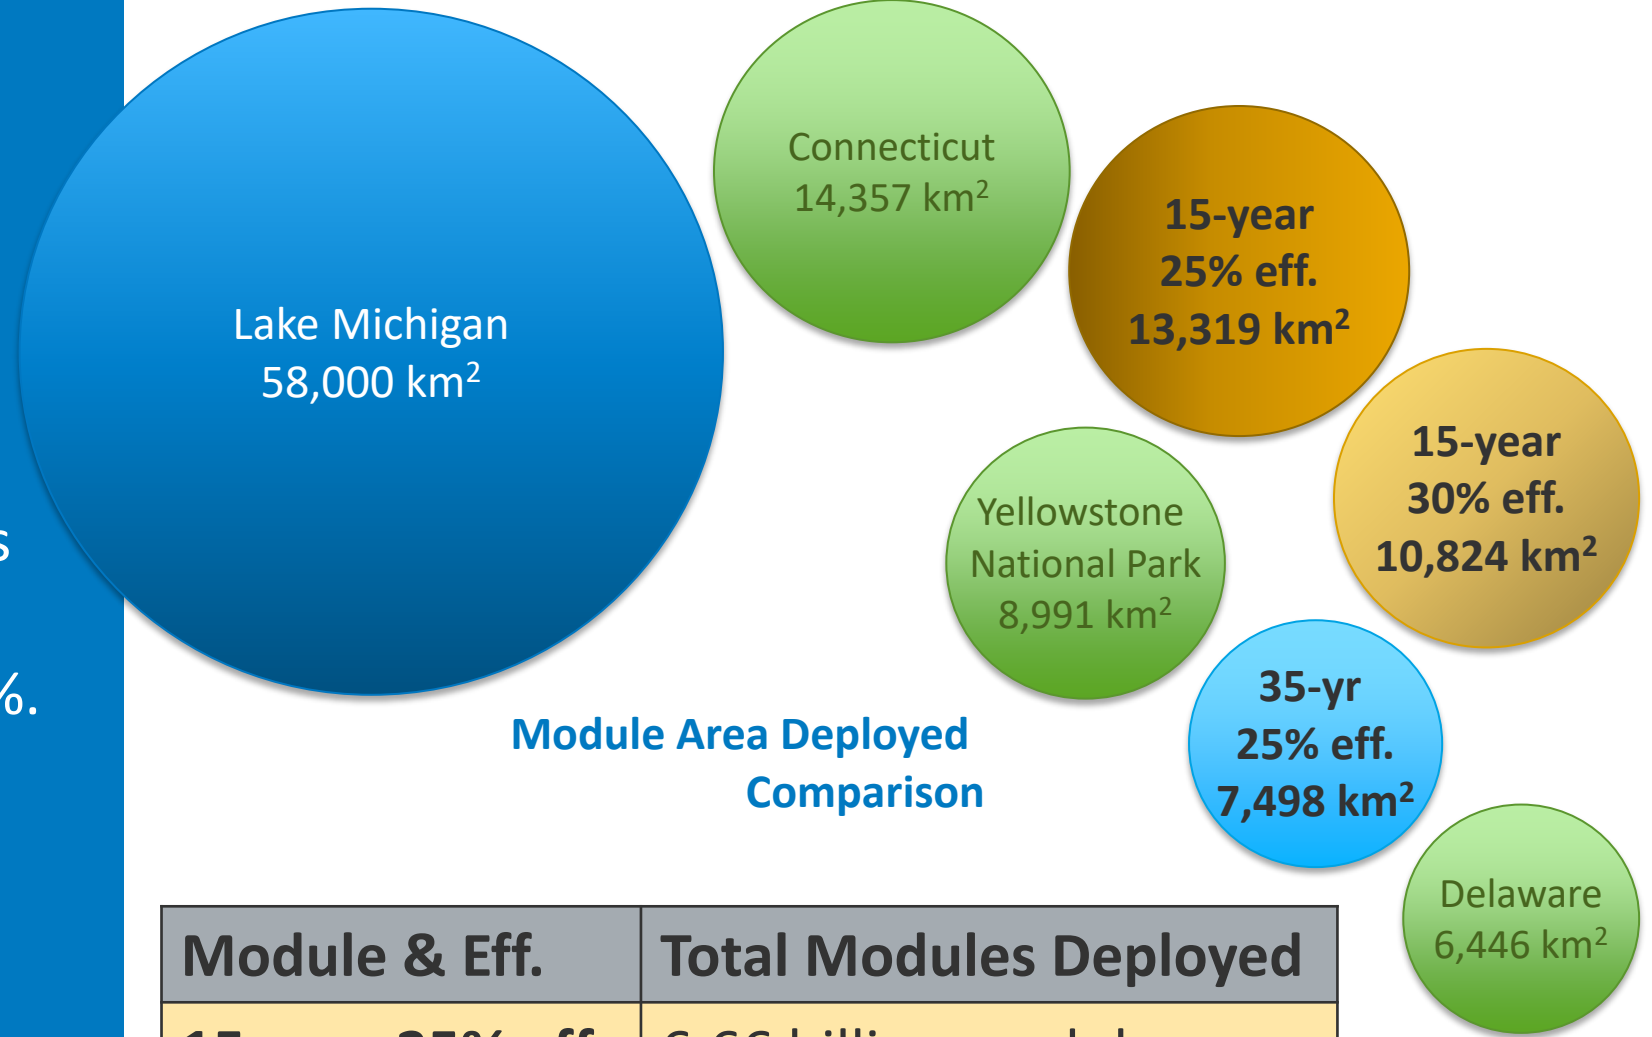 s
%.
Lake Michigan
58,000 km²
Connecticut
14,357 km²
15-year
25% eff.
13,319 km²
15-year
30% eff.
10,824 km²
Yellowstone
National Park
8,991 km²
35-yr
25% eff.
7,498 km²
Delaware
6,446 km²
Module Area Deployed
Comparison
Module & Eff.
Total Modules Deployed